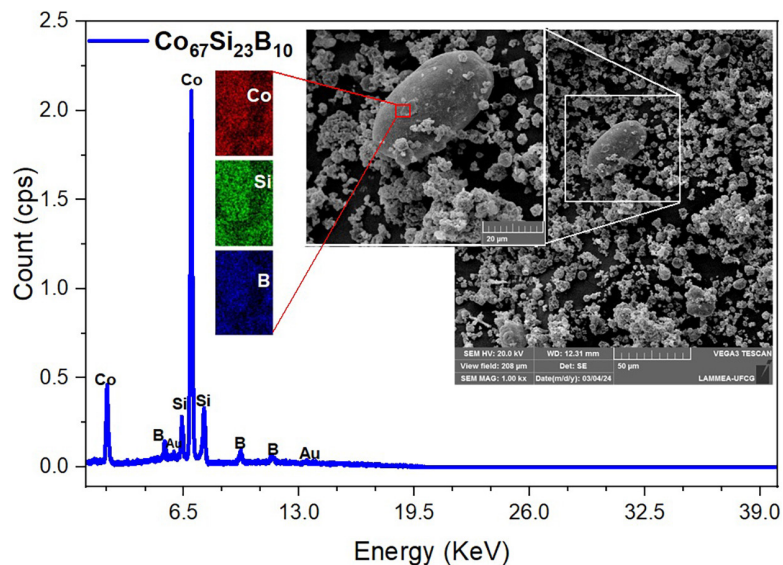 Co67Si23B10
Count (cps)
2.5
2.0
1.5
1.0
0.5
0.0
Co
Si
B
Co
Co
B
Au
Si
Si
B
B
Au
20 µm
SEM HV: 20.0 kV WD: 12.31 mm VEGA3 TESCAN
View field: 208 µm Det: SE 50 µm
SEM MAG: 1.00 kx Date(m/d/y): 03/04/24 LAMMEA-UFCG
6.5 13.0 19.5 26.0 32.5 39.0
Energy (KeV)